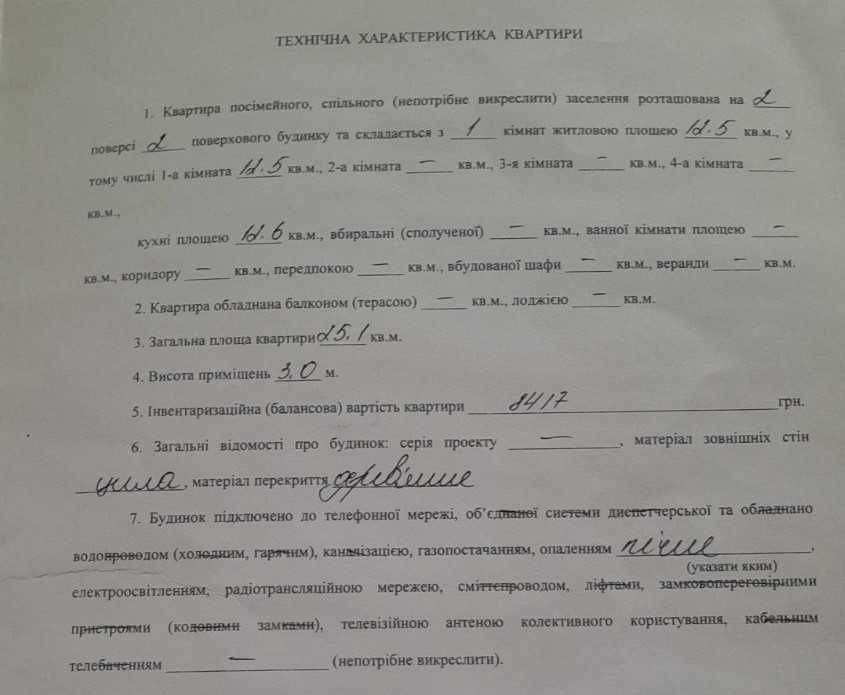 ТЕХНІЧНА ХАРАКТЕРИСТИКА КВАРТИРИ
1. Квартира посімейного, спільного (непотрібне викреслити) заселення розташована на 2
поверсі 2 поверхового будинку та складається з 1 кімнат житловою площею 12.5 кв.м., у
тому числі 1-а кімната 12.5 кв.м., 2-а кімната — кв.м., 3-я кімната — кв.м., 4-а кімната —
кв.м.,
кухні площею 12.6 кв.м., вбиральні (сполученої) — кв.м., ванної кімнати площею —
кв.м., коридору — кв.м., передпокою — кв.м., вбудованої шафи — кв.м., веранди — кв.м.
2. Квартира обладнана балконом (терасою) — кв.м., лоджією — кв.м.
3. Загальна площа квартири 25.1 кв.м.
4. Висота приміщень 3,0 м.
5. Інвентаризаційна (балансова) вартість квартири 8417 грн.
6. Загальні відомості про будинок: серія проекту —, матеріал зовнішніх стін
цегла, матеріал перекриття дерев'яне
7. Будинок підключено до телефонної мережі, об'єднаної системи диспетчерської та обладнано
водопроводом (холодним, гарячим), каналізацією, газопостачанням, опаленням пічне,
(указати яким)
електроосвітленням, радіотрансляційною мережею, сміттєпроводом, ліфтами, замковопереговірними
пристроями (кодовими замками), телевізійною антеною колективного користування, кабельним
телебаченням — (непотрібне викреслити).